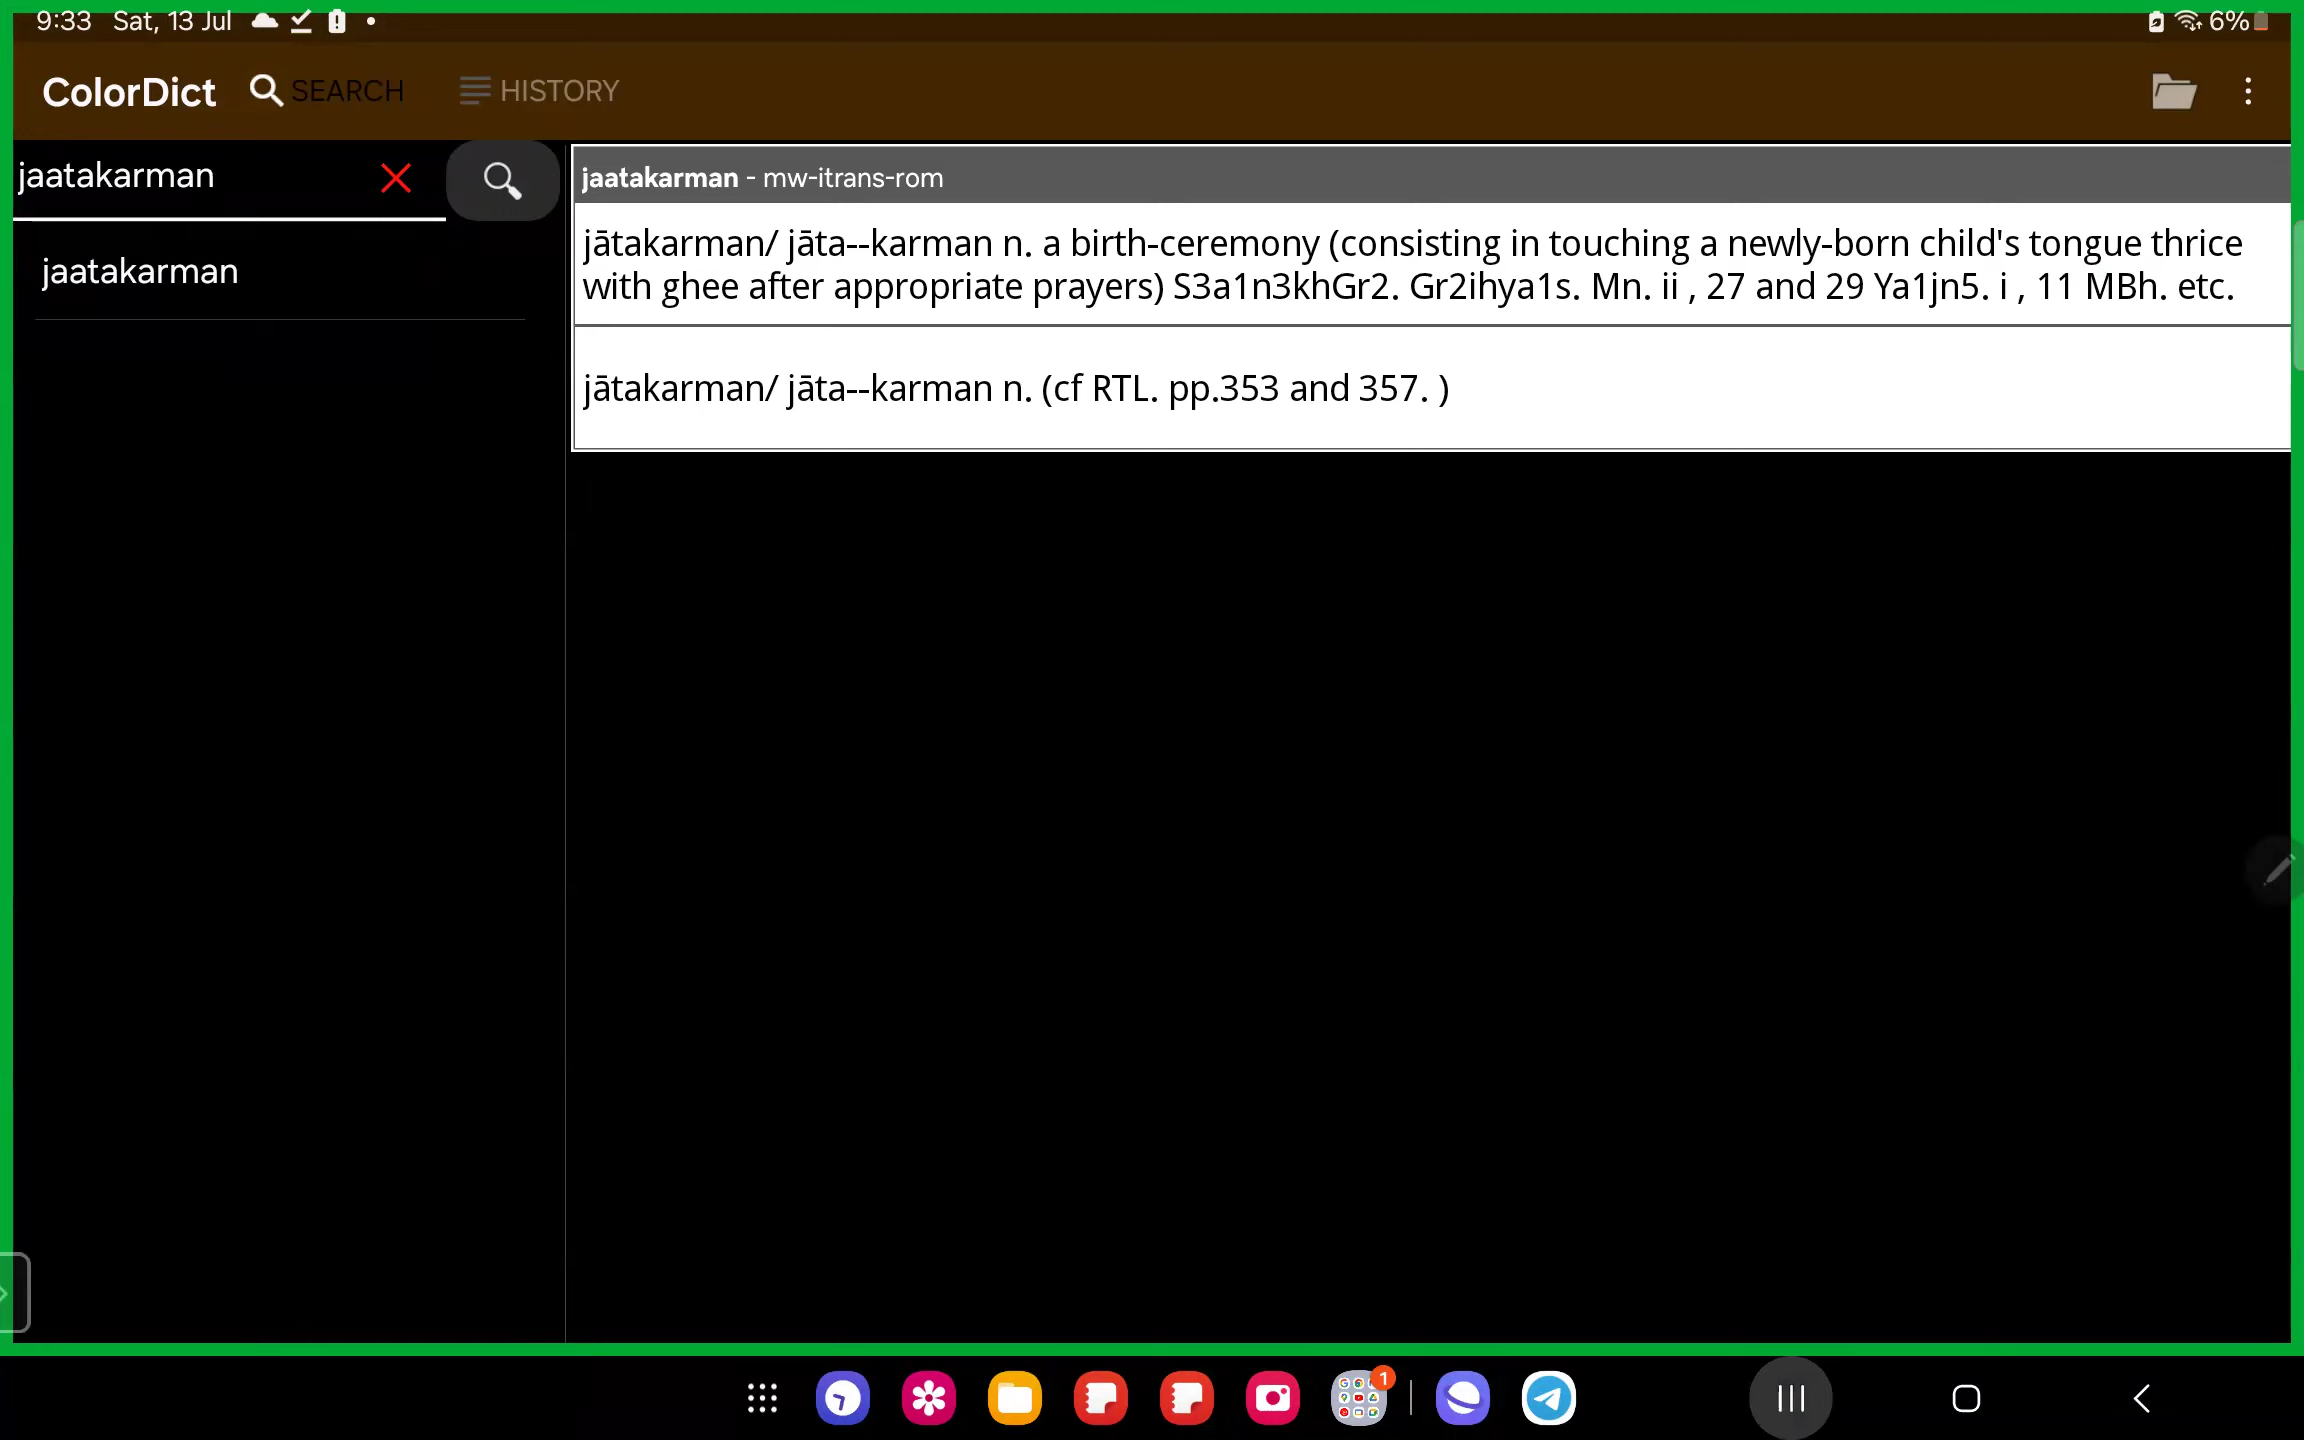 9:33 Sat, 13 Jul 6%
ColorDict SEARCH HISTORY
jaatakarman
jaatakarman
jaatakarman - mw-itrans-rom
jātakarman/ jāta--karman n. a birth-ceremony (consisting in touching a newly-born child's tongue thrice
with ghee after appropriate prayers) S3a1n3khGr2. Gr2ihya1s. Mn. ii , 27 and 29 Ya1jn5. i , 11 MBh. etc.
jātakarman/ jāta--karman n. (cf RTL. pp.353 and 357. )
1